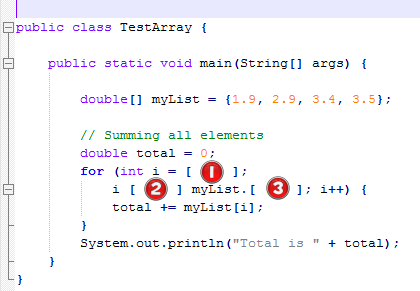 public class TestArray {
public static void main(String[] args) {
double[] myList = {1.9, 2.9, 3.4, 3.5};
// Summing all elements
double total = 0;
for (int i = [ 1 ];
i [ 2 ] myList.[ 3 ]; i++) {
total += myList[i];
}
System.out.println("Total is " + total);
}
}